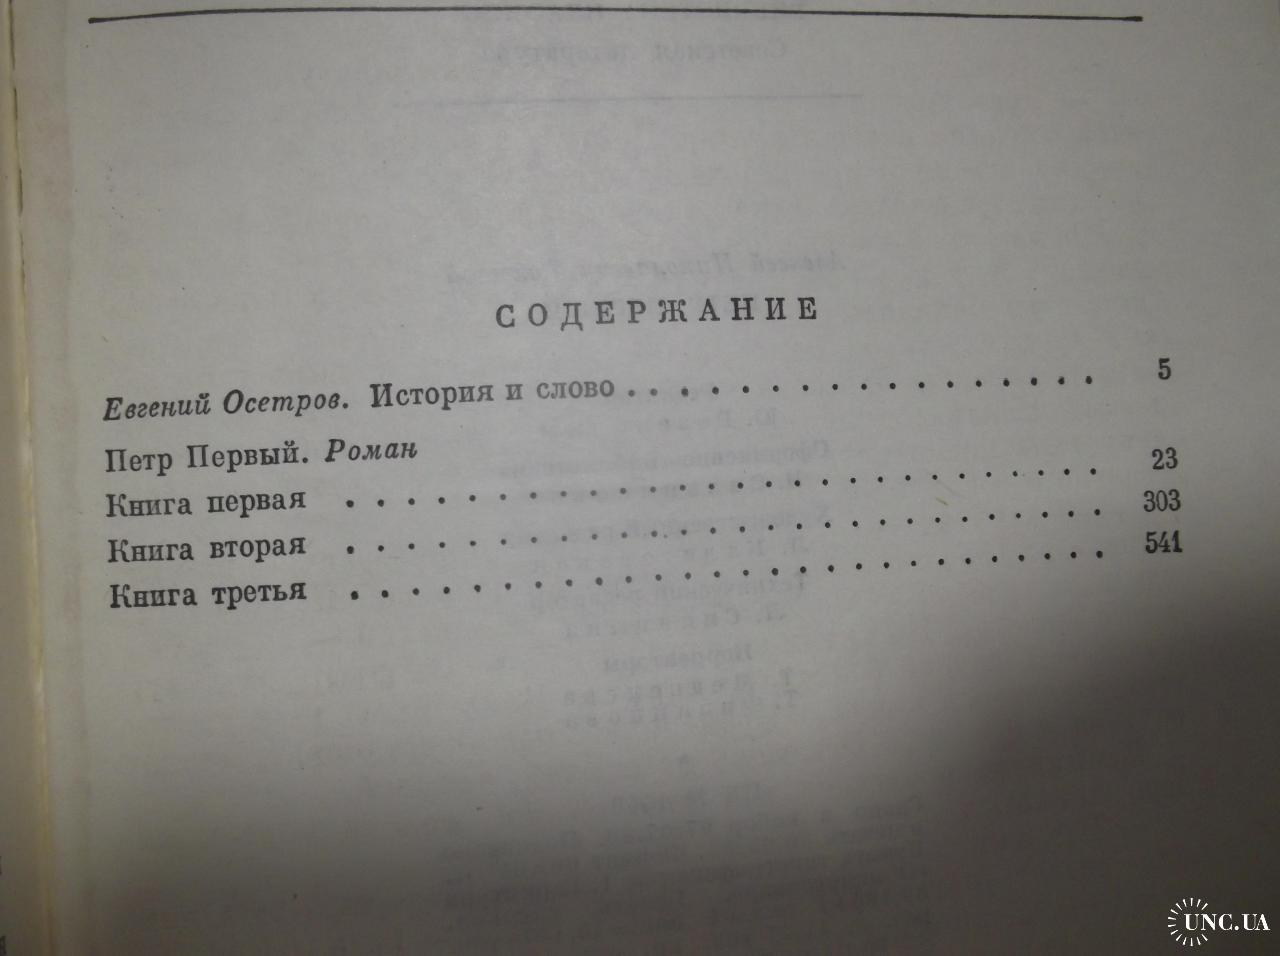 СОДЕРЖАНИЕ
Евгений Осетров. История и слово . . . . . . . . . . . . . . . . 5
Петр Первый. Роман
Книга первая . . . . . . . . . . . . . . . . . . . . . . . . . 23
Книга вторая . . . . . . . . . . . . . . . . . . . . . . . . . 303
Книга третья . . . . . . . . . . . . . . . . . . . . . . . . . 541
UNC.UA